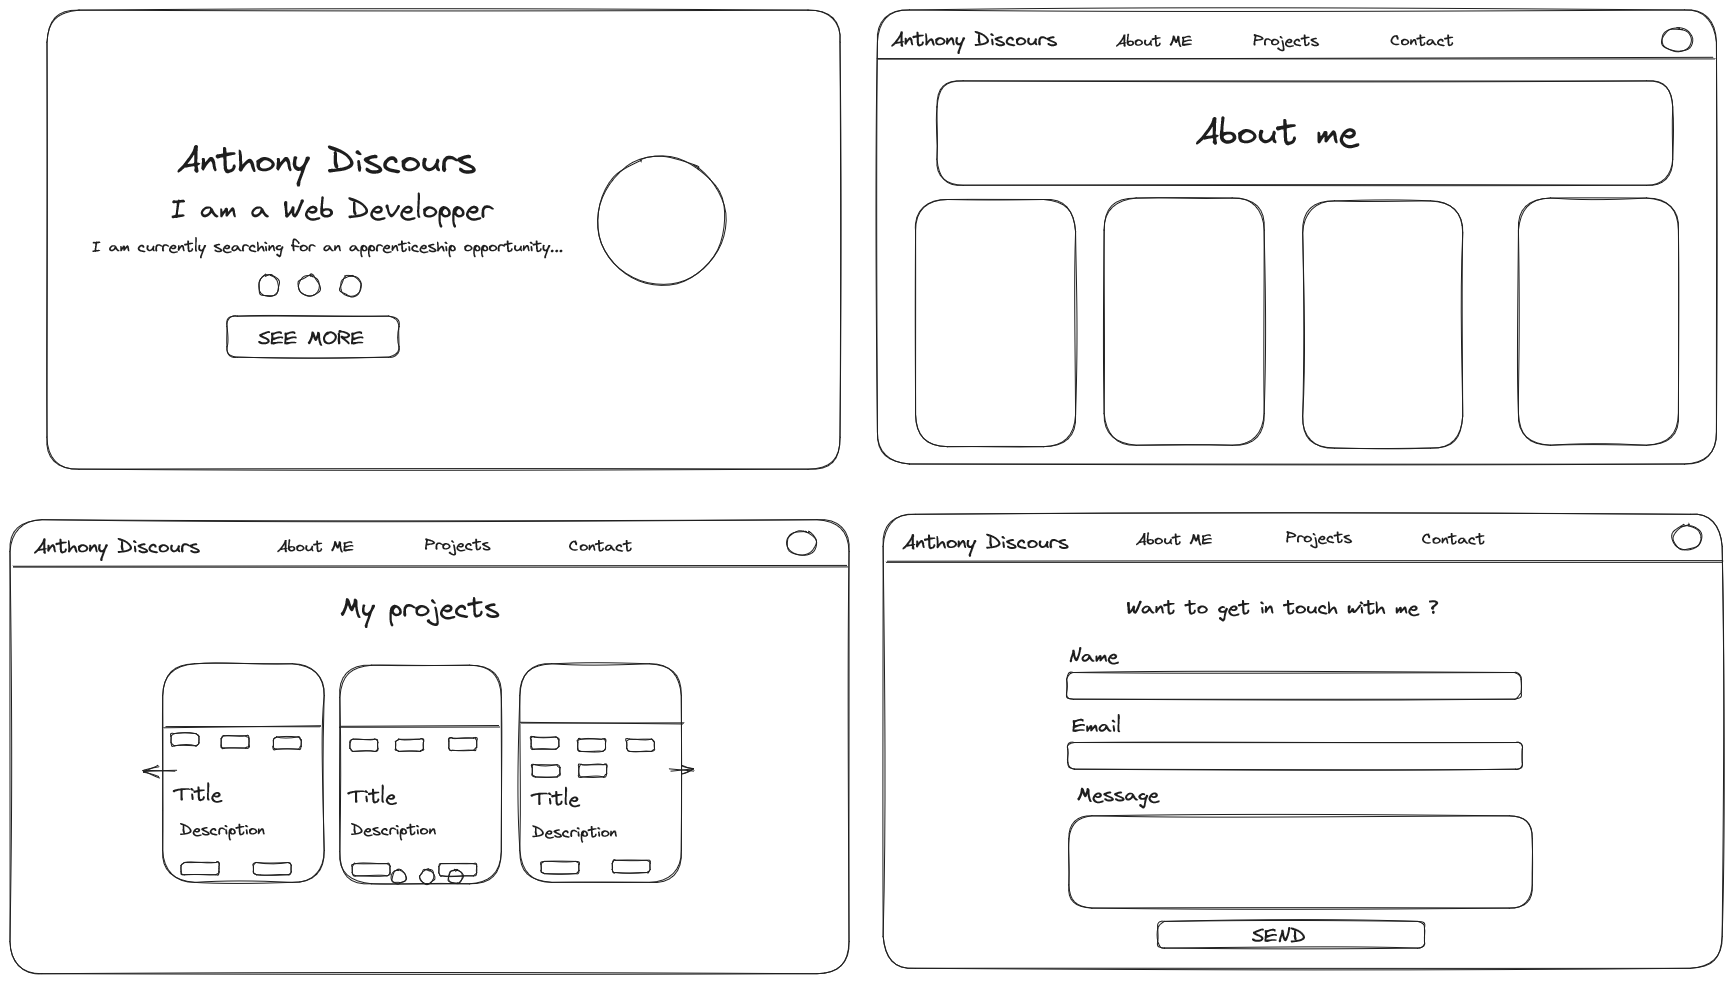 Anthony Discours
I am a Web Developper
I am currently searching for an apprenticeship opportunity...
SEE MORE
Anthony Discours About ME Projects Contact
About me
Anthony Discours About ME Projects Contact
My projects
Title Title Title
Description Description Description
Anthony Discours About ME Projects Contact
Want to get in touch with me ?
Name
Email
Message
SEND